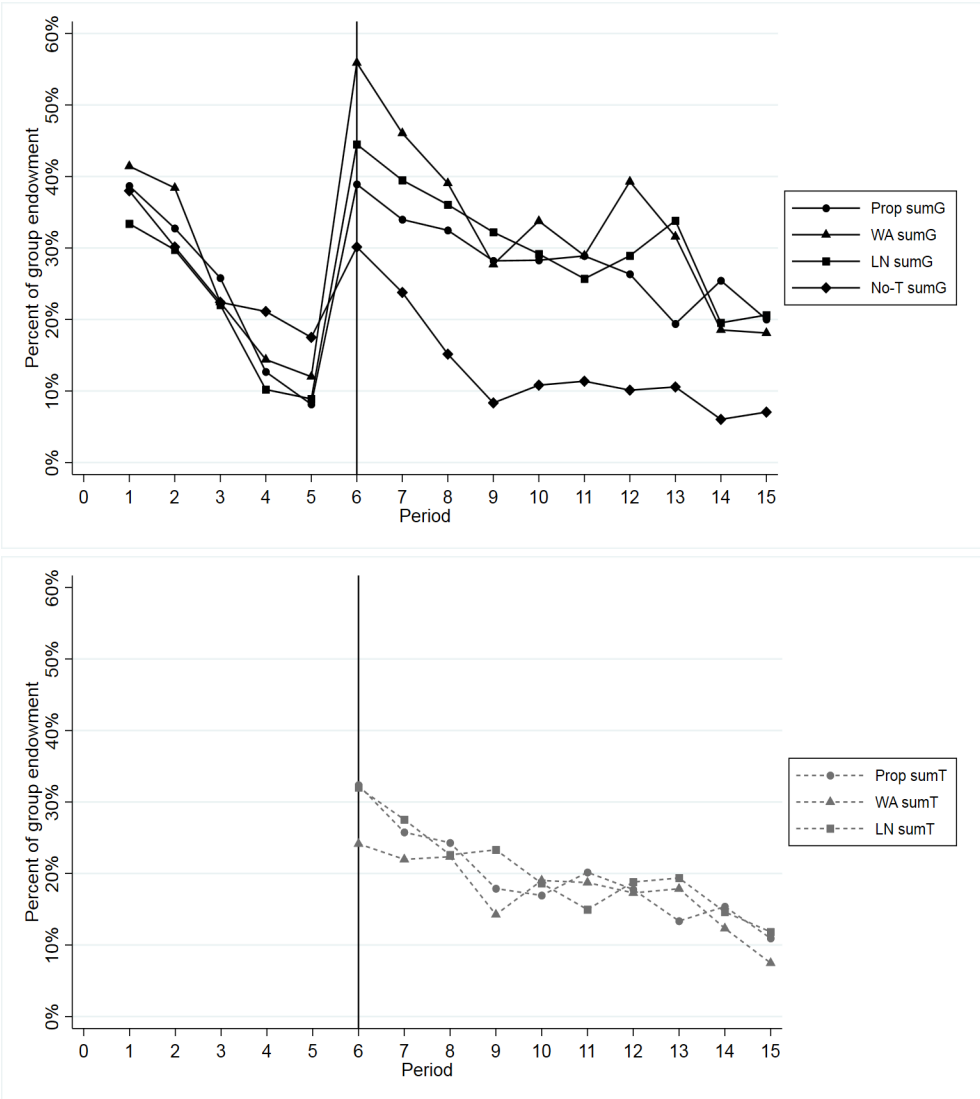 Percent of group endowment
60%
50%
40%
30%
20%
10%
0%
0 1 2 3 4 5 6 7 8 9 10 11 12 13 14 15
Period
Prop sumG
WA sumG
LN sumG
No-T sumG
Percent of group endowment
60%
50%
40%
30%
20%
10%
0%
0 1 2 3 4 5 6 7 8 9 10 11 12 13 14 15
Period
Prop sumT
WA sumT
LN sumT